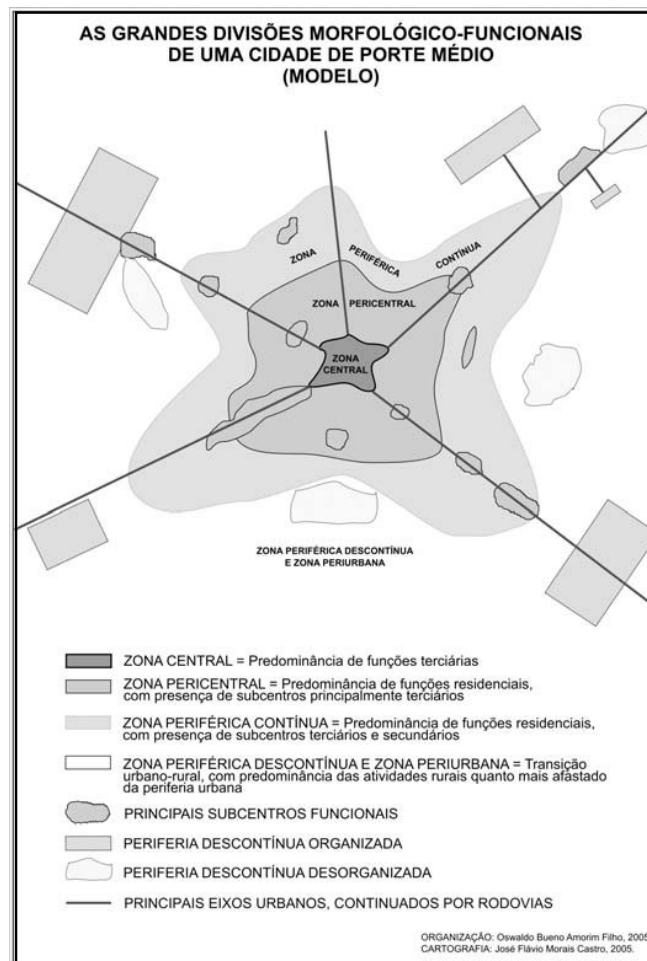 AS GRANDES DIVISÕES MORFOLÓGICO-FUNCIONAIS
DE UMA CIDADE DE PORTE MÉDIO
(MODELO)
ZONA PERIFÉRICA CONTÍNUA
ZONA PERICENTRAL
ZONA
CENTRAL
ZONA PERIFÉRICA DESCONTÍNUA
E ZONA PERIURBANA
ZONA CENTRAL = Predominância de funções terciárias
ZONA PERICENTRAL = Predominância de funções residenciais,
com presença de subcentros principalmente terciários
ZONA PERIFÉRICA CONTÍNUA = Predominância de funções residenciais,
com presença de subcentros terciários e secundários
ZONA PERIFÉRICA DESCONTÍNUA E ZONA PERIURBANA = Transição
urbano-rural, com predominância das atividades rurais quanto mais afastado
da periferia urbana
PRINCIPAIS SUBCENTROS FUNCIONAIS
PERIFERIA DESCONTÍNUA ORGANIZADA
PERIFERIA DESCONTÍNUA DESORGANIZADA
PRINCIPAIS EIXOS URBANOS, CONTINUADOS POR RODOVIAS
ORGANIZAÇÃO: Oswaldo Bueno Amorim Filho, 2005
CARTOGRAFIA: José Flávio Morais Castro, 2005.